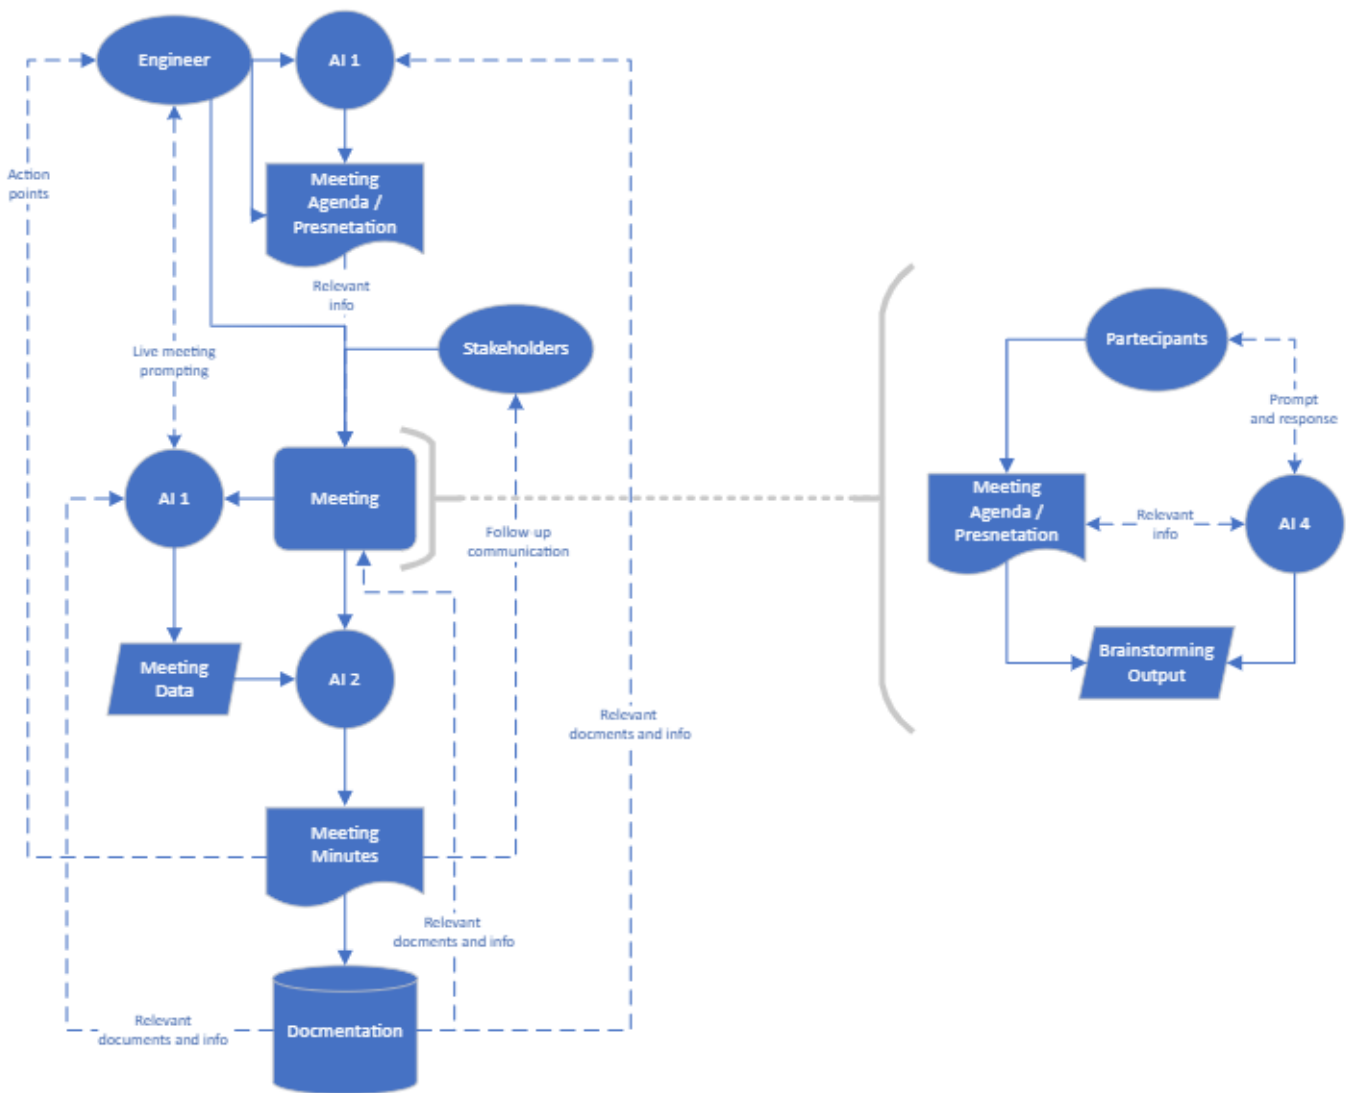 Engineer
AI 1
Action
points
Meeting
Agenda /
Presnetation
Relevant
info
Stakeholders
Live meeting
prompting
AI 1
Meeting
Follow-up
communication
Meeting
Data
AI 2
Relevant
docments and info
Meeting
Minutes
Relevant
docments and info
Relevant
documents and info
Docmentation
Partecipants
Prompt
and response
Meeting
Agenda /
Presnetation
Relevant
info
AI 4
Brainstorming
Output